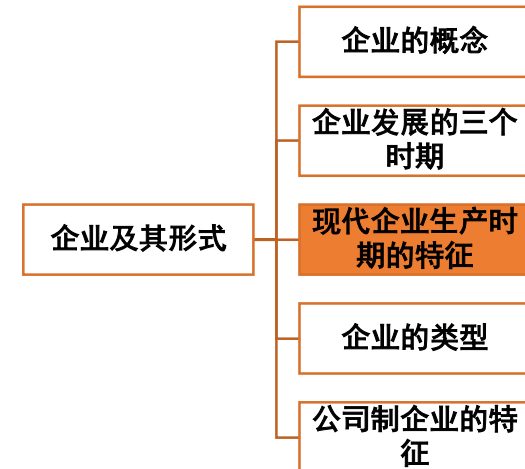 企业的概念
企业发展的三个
时期
企业及其形式
现代企业生产时
期的特征
企业的类型
公司制企业的特
征